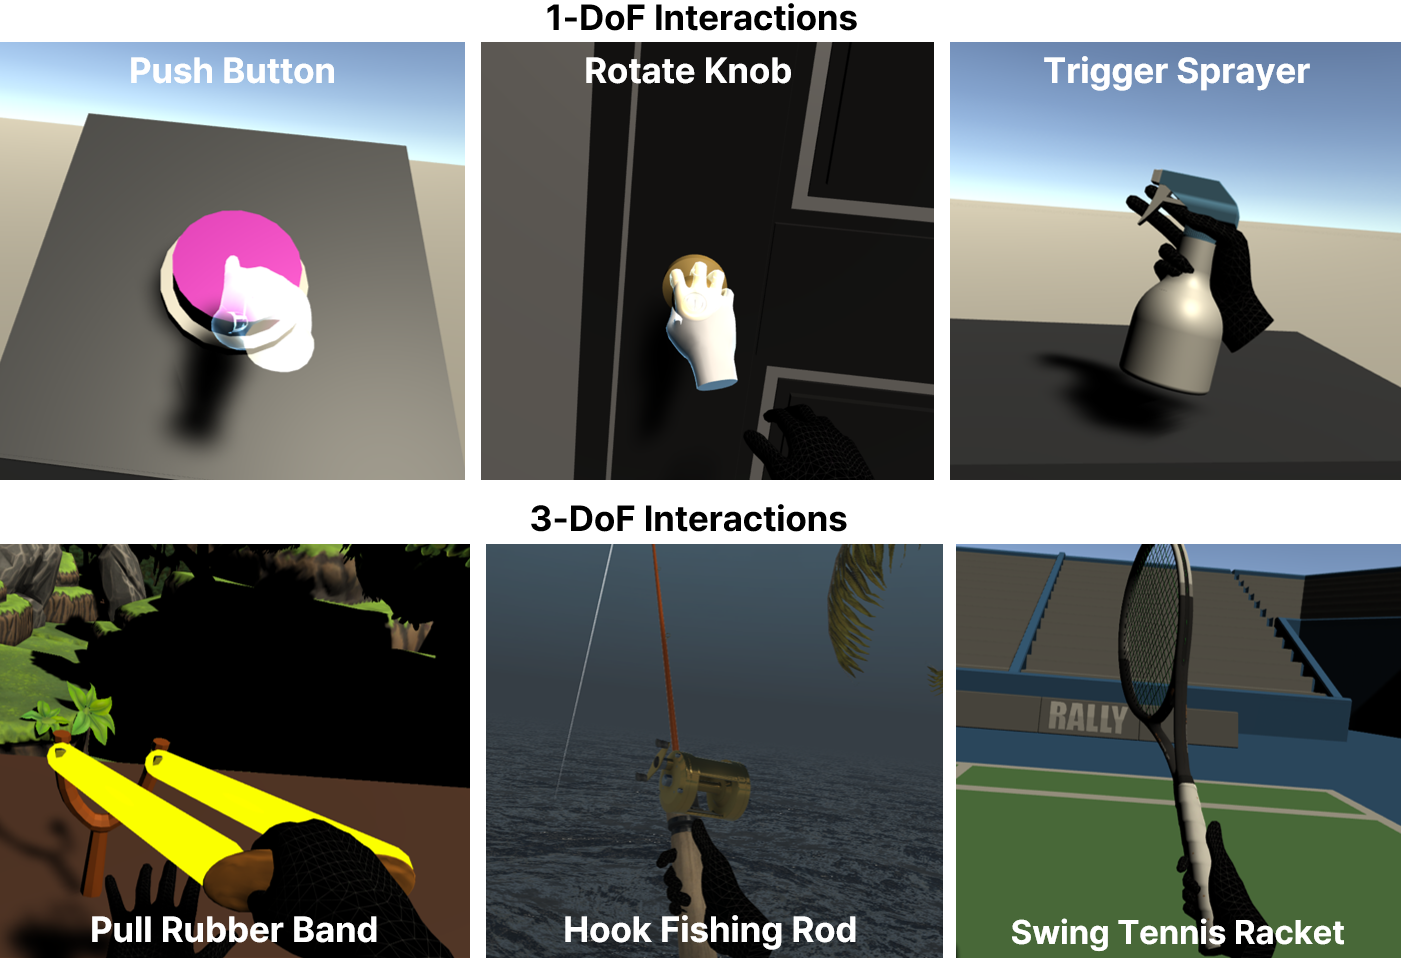 1-DoF Interactions
Push Button
Rotate Knob
Trigger Sprayer
3-DoF Interactions
RALLY
Pull Rubber Band
Hook Fishing Rod
Swing Tennis Racket